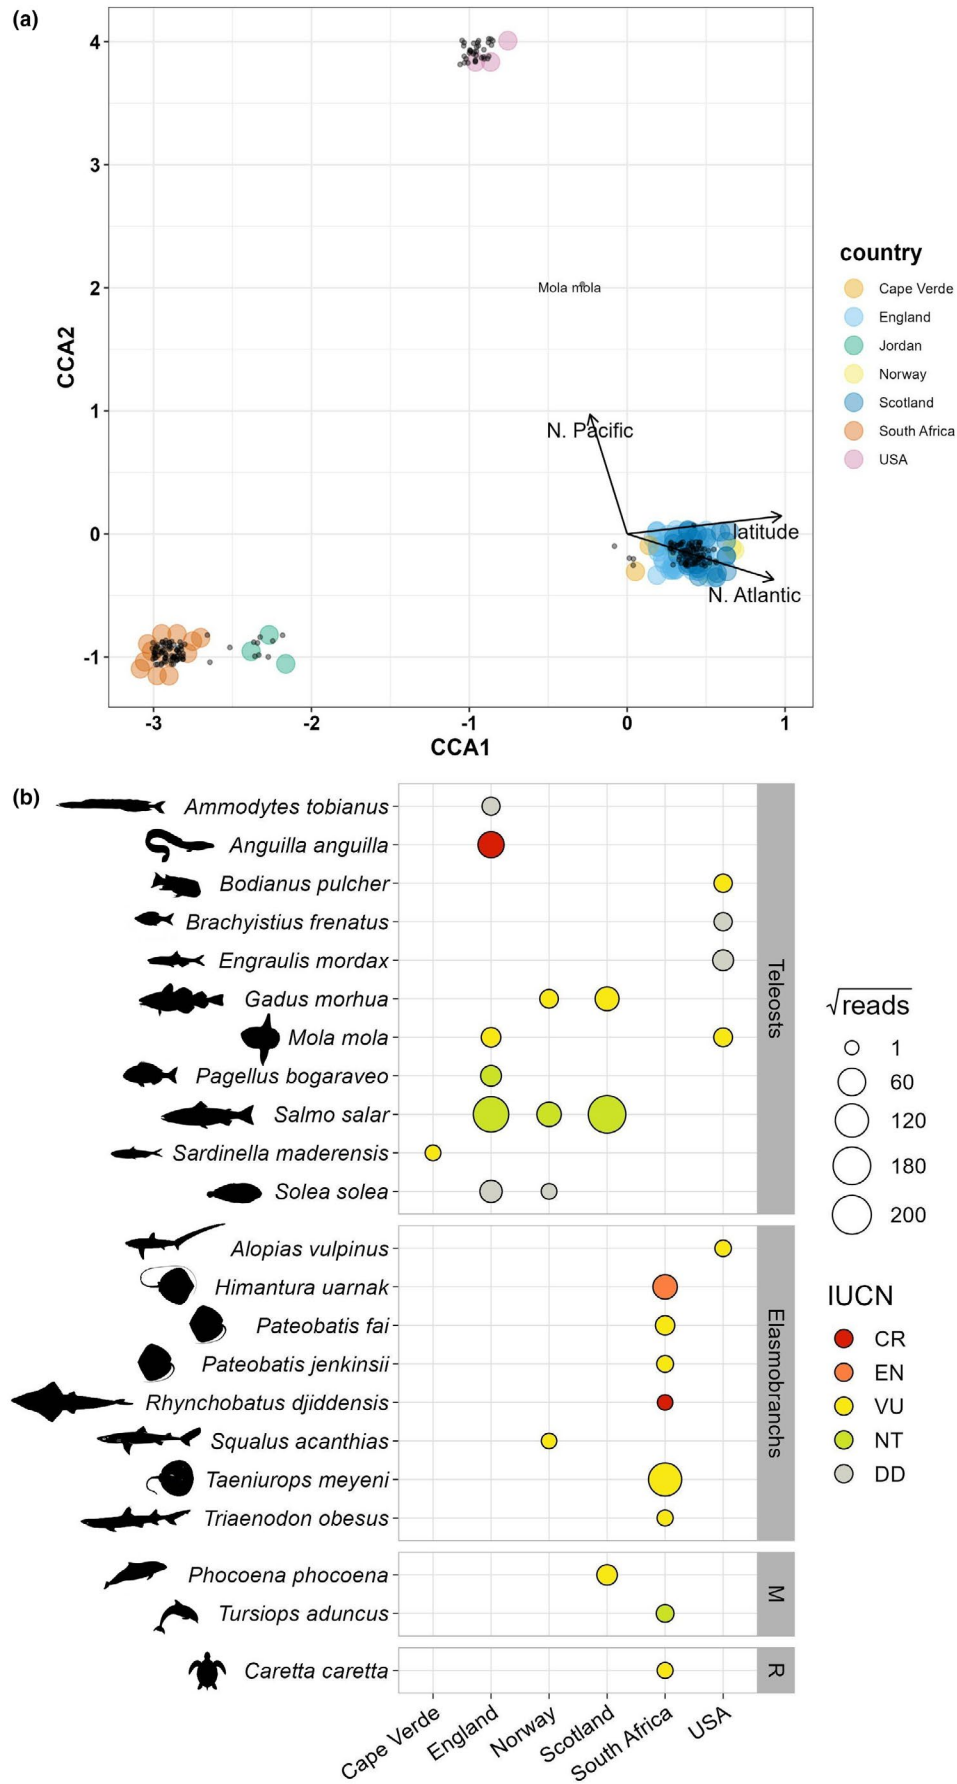 (a)
4
3
2
1
0
-1
CCA2
Mola mola
N. Pacific
latitude
N. Atlantic
-3 -2 -1 0 1
CCA1
country
Cape Verde
England
Jordan
Norway
Scotland
South Africa
USA
(b)
Ammodytes tobianus
Anguilla anguilla
Bodianus pulcher
Brachyistius frenatus
Engraulis mordax
Gadus morhua
Mola mola
Pagellus bogaraveo
Salmo salar
Sardinella maderensis
Solea solea
Teleosts
Alopias vulpinus
Himantura uarnak
Pateobatis fai
Pateobatis jenkinsii
Rhynchobatus djiddensis
Squalus acanthias
Taeniurops meyeni
Triaenodon obesus
Elasmobranchs
Phocoena phocoena
Tursiops aduncus
M
Caretta caretta
R
Cape Verde
England
Norway
Scotland
South Africa
USA
√reads
1
60
120
180
200
IUCN
CR
EN
VU
NT
DD